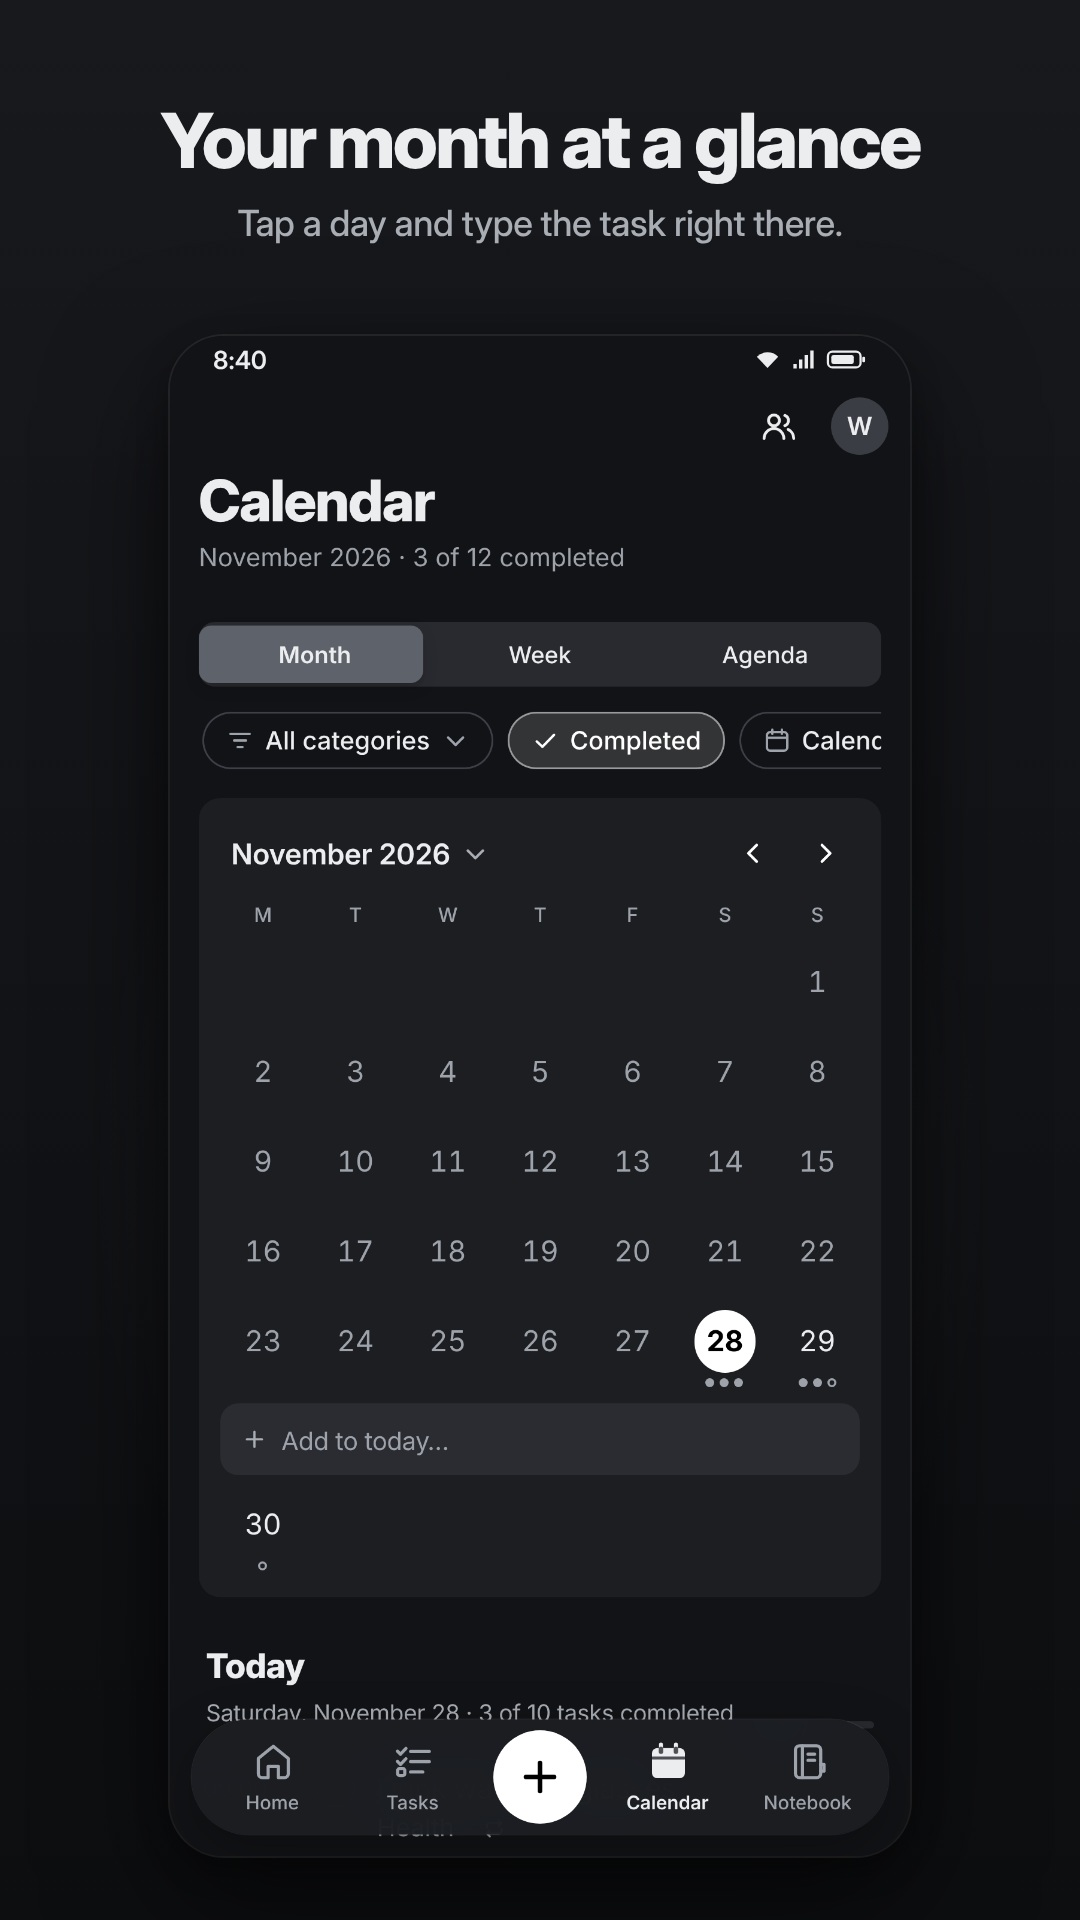 Your month at a glance
Tap a day and type the task right there.
8:40
W
Calendar
November 2026 · 3 of 12 completed
Month Week Agenda
All categories Completed Calend
November 2026
M T W T F S S
1
2 3 4 5 6 7 8
9 10 11 12 13 14 15
16 17 18 19 20 21 22
23 24 25 26 27 28 29
+ Add to today...
30
Today
Saturday, November 28 · 3 of 10 tasks completed
Health
Home Tasks Calendar Notebook